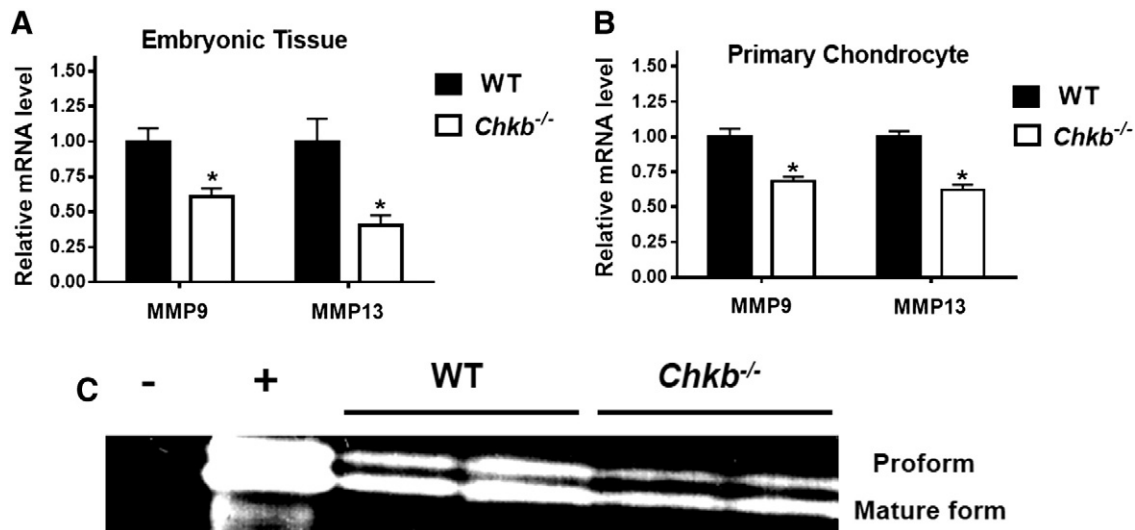 A
Embryonic Tissue
Relative mRNA level
1.50
1.25
1.00
0.75
0.50
0.25
0.00
*
*
MMP9
MMP13
WT
Chkb-/-
B
Primary Chondrocyte
Relative mRNA level
1.50
1.25
1.00
0.75
0.50
0.25
0.00
*
*
MMP9
MMP13
WT
Chkb-/-
C
- + WT Chkb-/-
Proform
Mature form